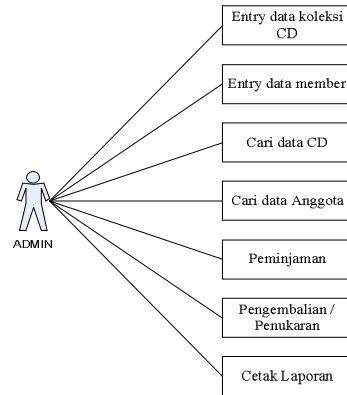 Entry data koleksi
CD
Entry data member
Cari data CD
Cari data Anggota
ADMIN
Peminjaman
Pengembalian /
Penukaran
Cetak Laporan